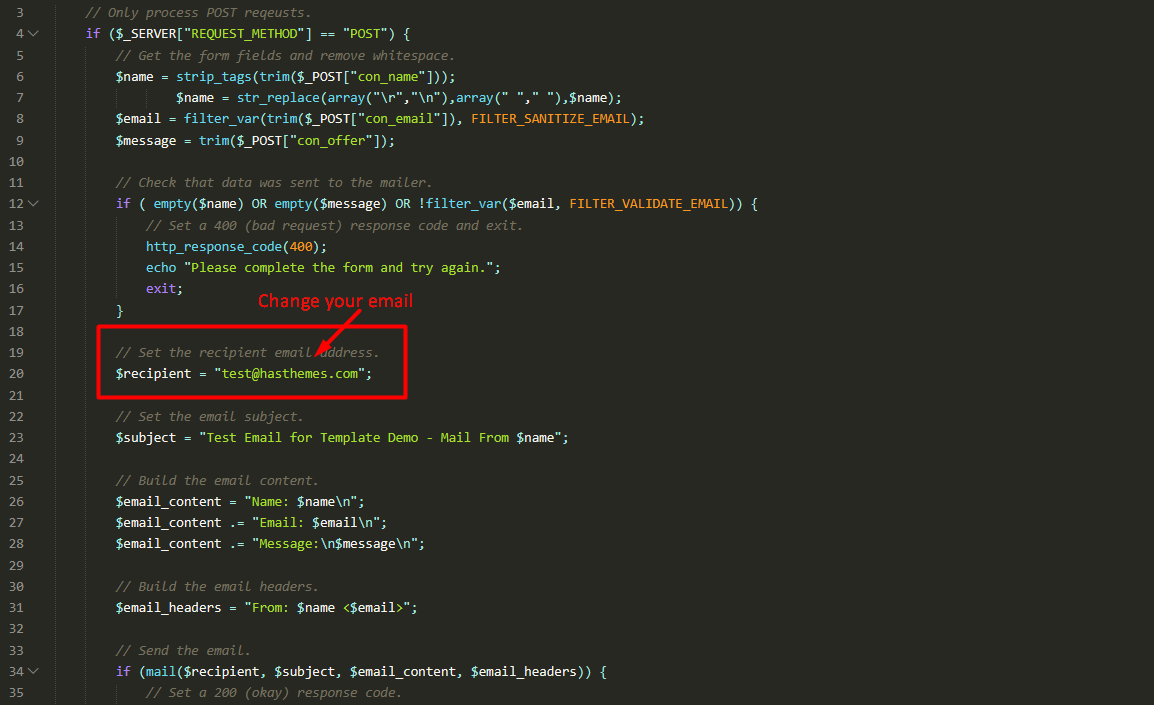 3 // Only process POST reqeusts.
4 if ($_SERVER["REQUEST_METHOD"] == "POST") {
5 // Get the form fields and remove whitespace.
6 $name = strip_tags(trim($_POST["con_name"]));
7 $name = str_replace(array("\r","\n"),array(" "," "),$name);
8 $email = filter_var(trim($_POST["con_email"]), FILTER_SANITIZE_EMAIL);
9 $message = trim($_POST["con_offer"]);
10
11 // Check that data was sent to the mailer.
12 if ( empty($name) OR empty($message) OR !filter_var($email, FILTER_VALIDATE_EMAIL)) {
13 // Set a 400 (bad request) response code and exit.
14 http_response_code(400);
15 echo "Please complete the form and try again.";
16 exit;
Change your email
17 }
18
19 // Set the recipient email address.
20 $recipient = "test@hasthemes.com";
21
22 // Set the email subject.
23 $subject = "Test Email for Template Demo - Mail From $name";
24
25 // Build the email content.
26 $email_content = "Name: $name\n";
27 $email_content .= "Email: $email\n";
28 $email_content .= "Message:\n$message\n";
29
30 // Build the email headers.
31 $email_headers = "From: $name <$email>";
32
33 // Send the email.
34 if (mail($recipient, $subject, $email_content, $email_headers)) {
35 // Set a 200 (okay) response code.